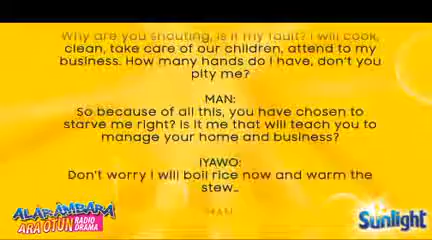 Why are you shouting, is it my fault? I will cook,
clean, take care of our children, attend to my
business. How many hands do I have, don't you
pity me?
MAN:
So because of all this, you have chosen to
starve me right? Is it me that will teach you to
manage your home and business?
IYAWO:
Don't worry I will boil rice now and warm the
stew…
MAN:
ALÁRÀMBARÀ
ARA OTUN RADIO
DRAMA
Sunlight